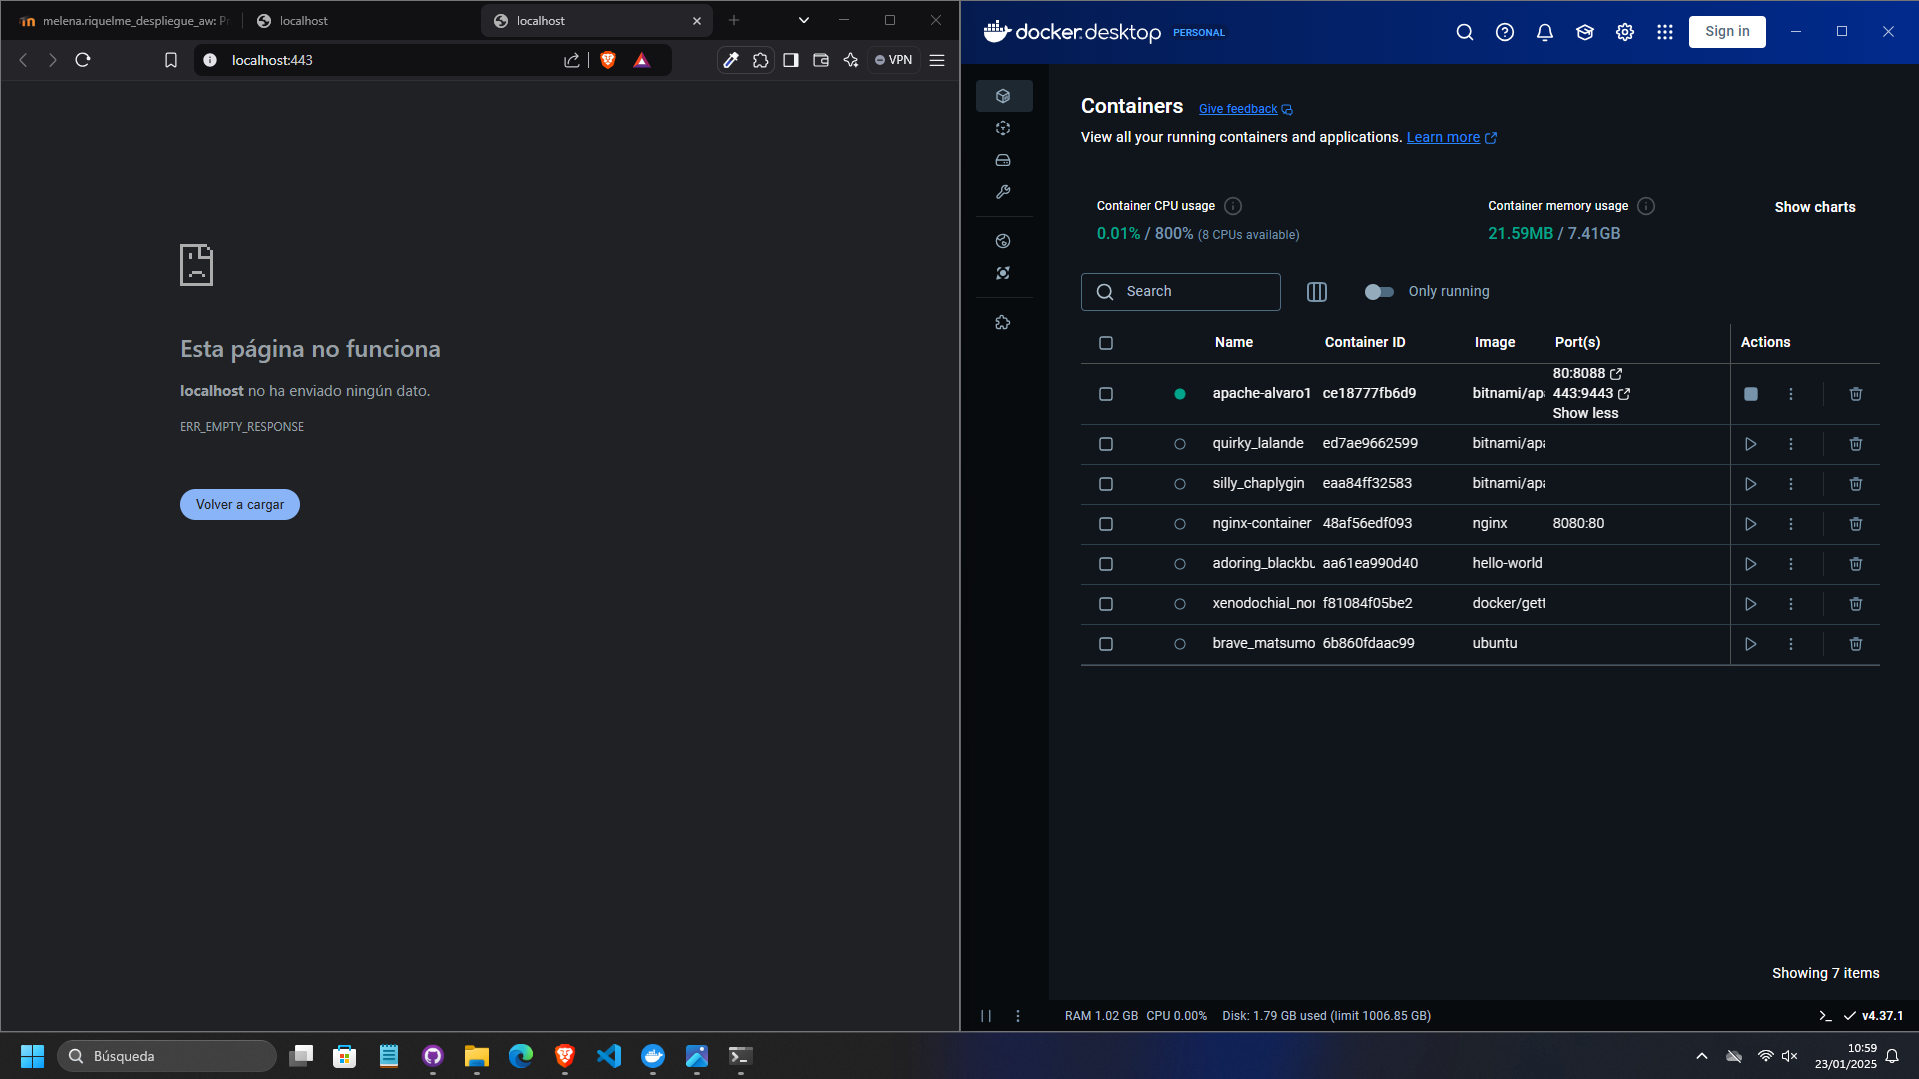 melena.riquelme_despliegue_aw: Pr
localhost
localhost
localhost:443
VPN
Esta página no funciona
localhost no ha enviado ningún dato.
ERR_EMPTY_RESPONSE
Volver a cargar
docker.desktop PERSONAL
Sign in
Containers
Give feedback
View all your running containers and applications. Learn more
Container CPU usage
0.01% / 800% (8 CPUs available)
Container memory usage
21.59MB / 7.41GB
Show charts
Search
Only running
Name Container ID Image Port(s) Actions
apache-alvaro1 ce18777fb6d9 bitnami/apa 80:8088
443:9443
Show less
quirky_lalande ed7ae9662599 bitnami/apa
silly_chaplygin eaa84ff32583 bitnami/apa
nginx-container 48af56edf093 nginx 8080:80
adoring_blackbu aa61ea990d40 hello-world
xenodochial_nor f81084f05be2 docker/gett
brave_matsumo 6b860fdaac99 ubuntu
Showing 7 items
RAM 1.02 GB CPU 0.00% Disk: 1.79 GB used (limit 1006.85 GB)
v4.37.1
Búsqueda
10:59
23/01/2025